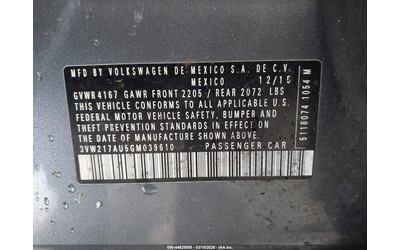 MFD BY VOLKSWAGEN DE MEXICO S.A. DE C.V.
MEXICO 12/15
GVWR 4167 GAWR FRONT 2205 / REAR 2072 LBS
THIS VEHICLE CONFORMS TO ALL APPLICABLE U.S.
FEDERAL MOTOR VEHICLE SAFETY, BUMPER AND
THEFT PREVENTION STANDARDS IN EFFECT ON THE
DATE OF MANUFACTURE SHOWN ABOVE.
3VW217AU5GM039610 PASSENGER CAR
5118074 1054 M